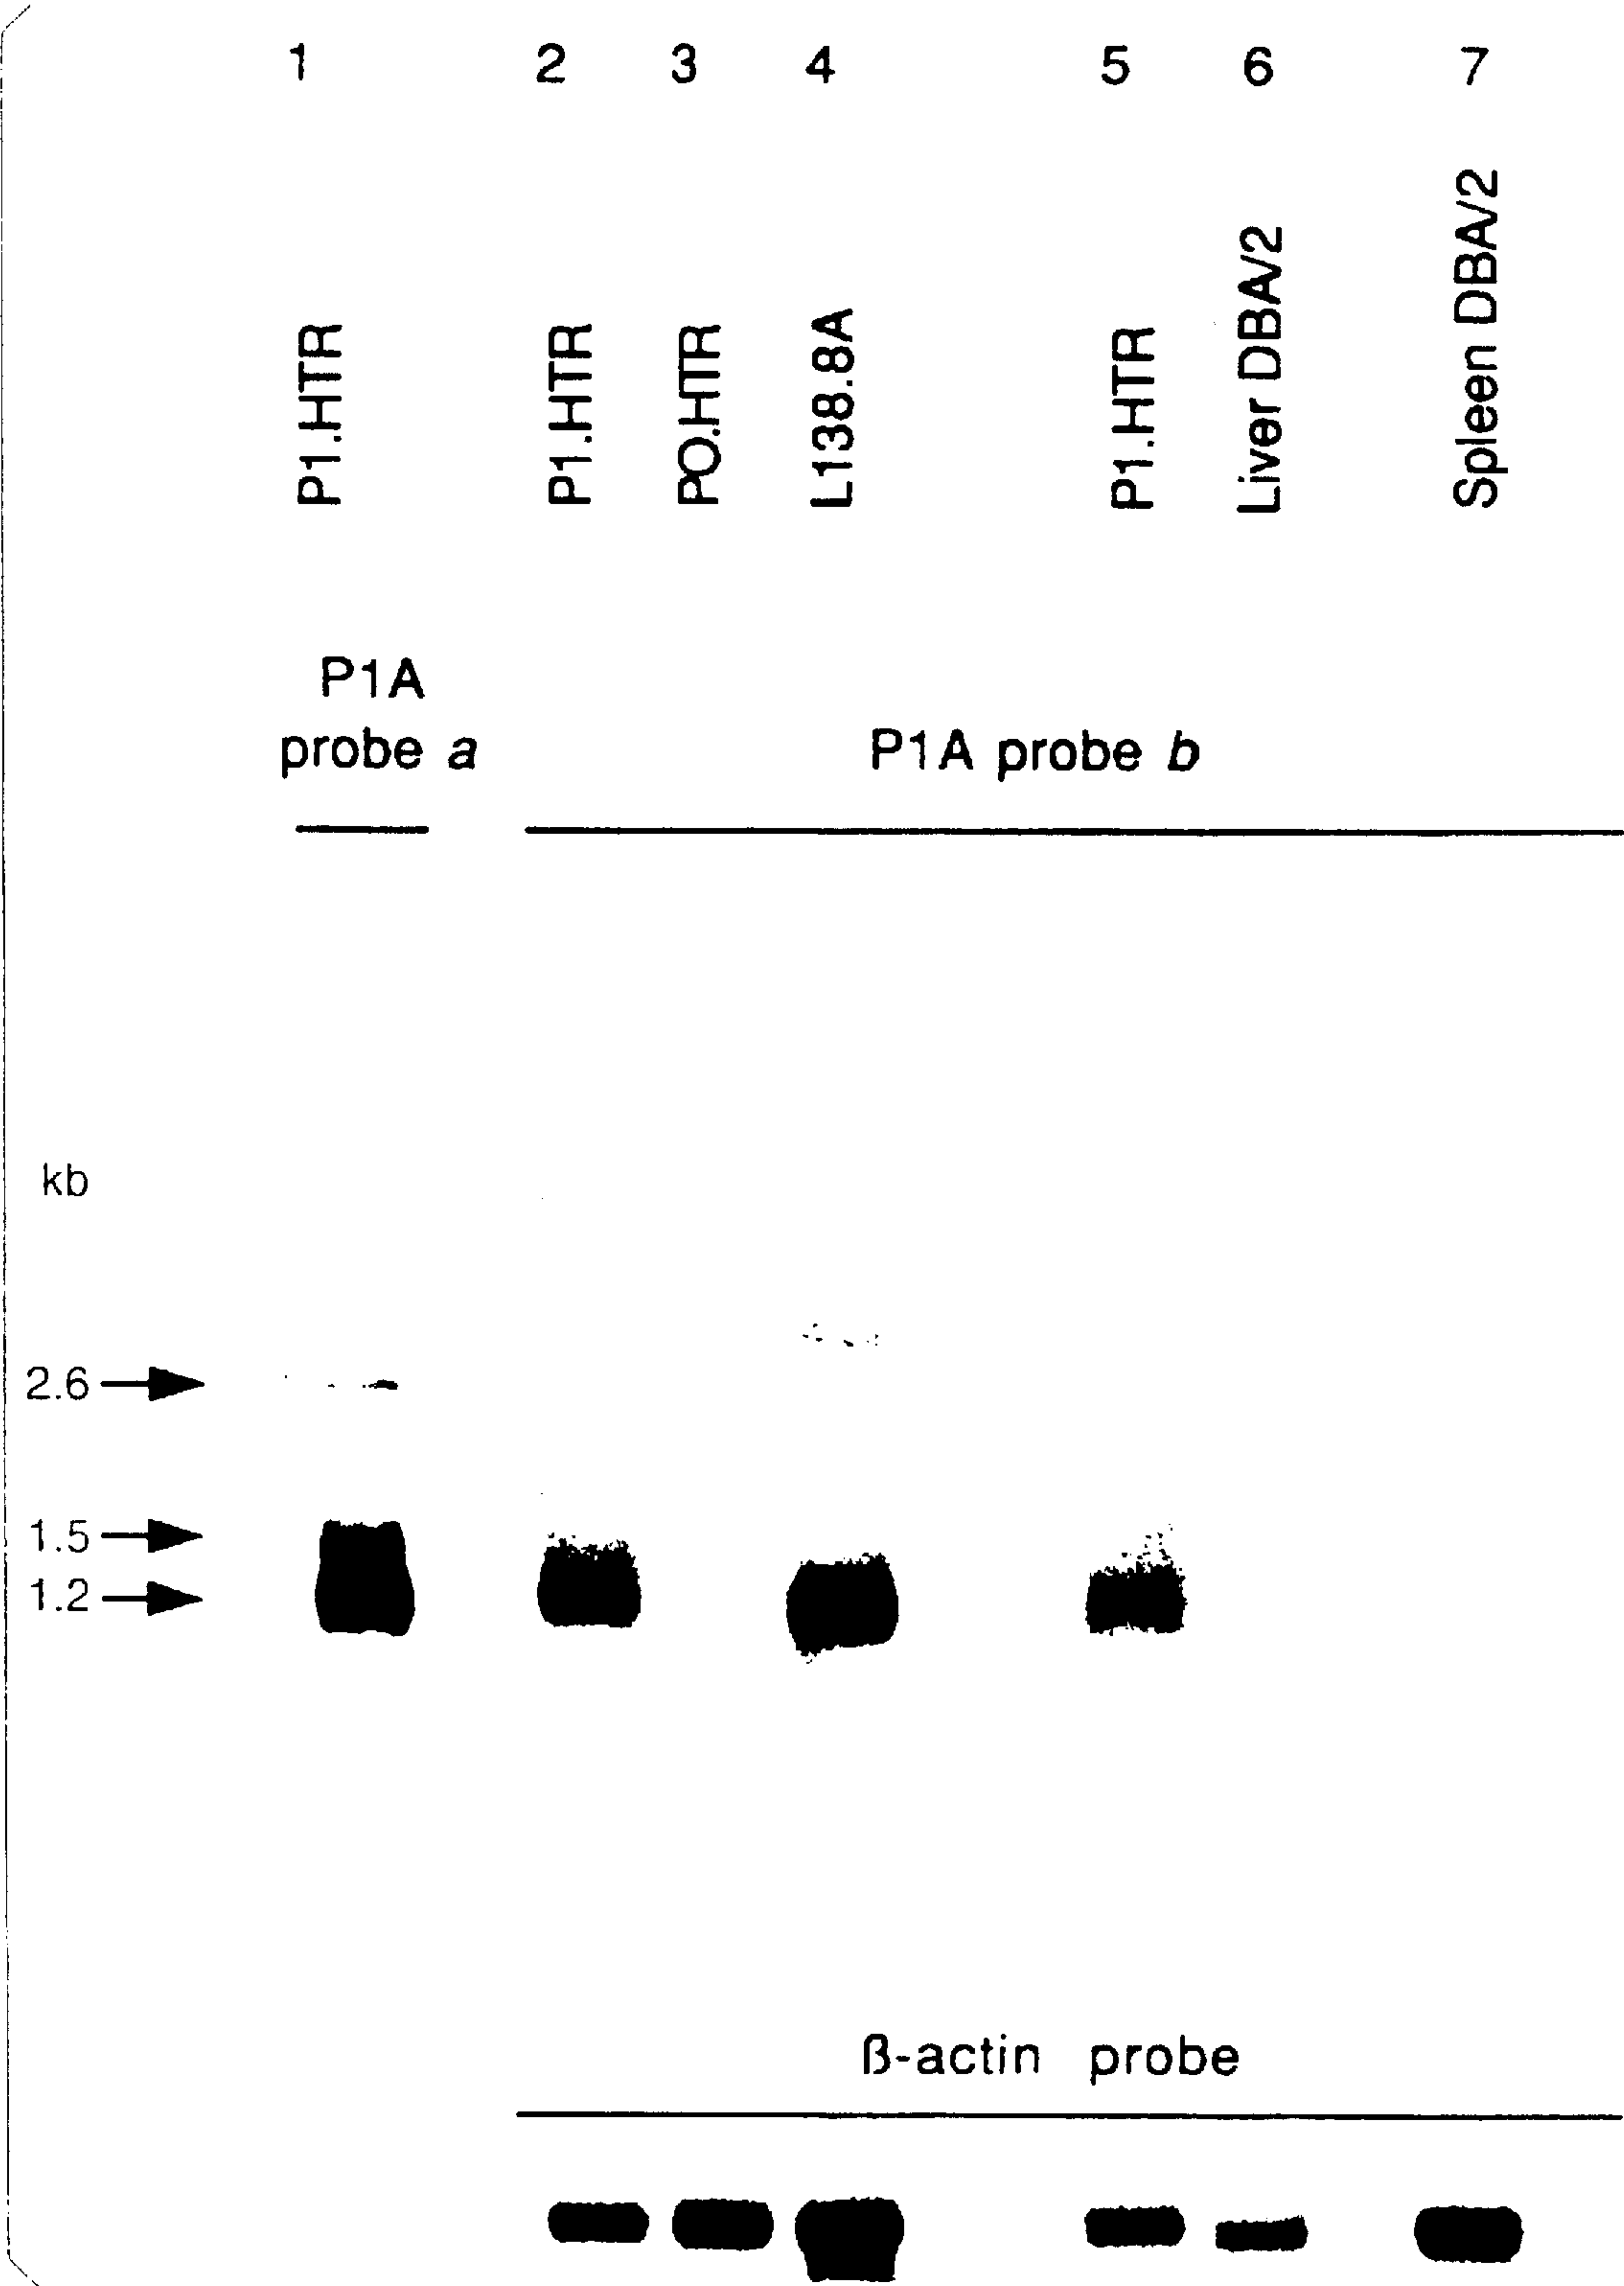 1 2 3 4 5 6 7
P1.HTR
P1.HTR
PO.HTR
L138.8A
P1.HTR
Liver DBA/2
Spleen DBA/2
P1A
probe a
P1A probe b
kb
2.6
1.5
1.2
ß-actin probe